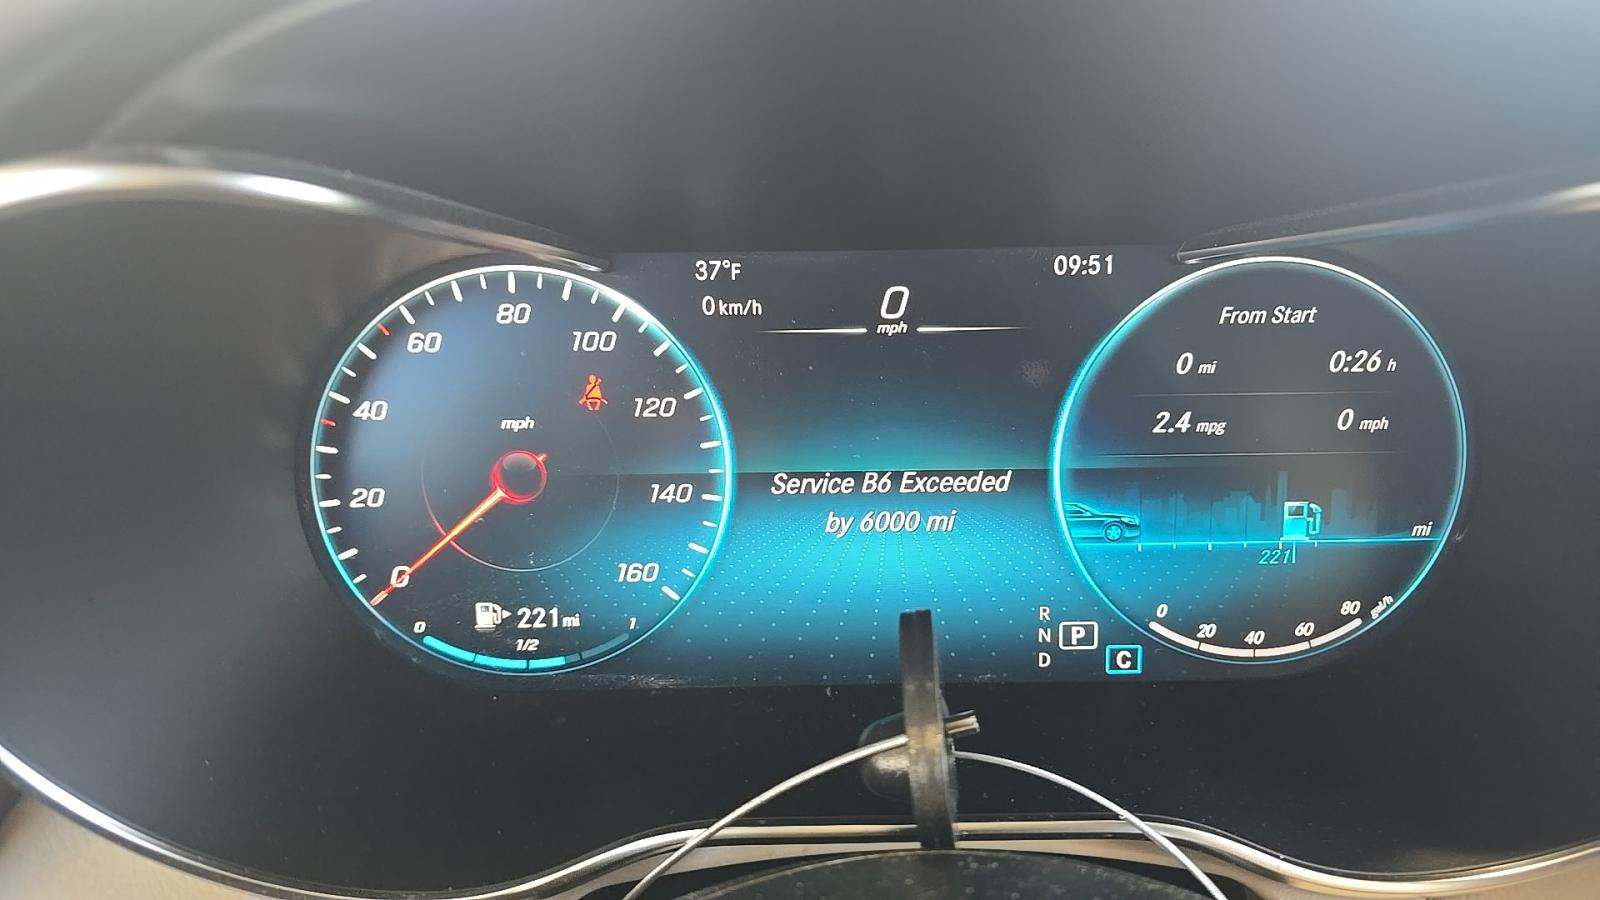 37°F
09:51
0 km/h
0
mph
80
60
100
40
120
mph
20
140
0
160
221 mi
0
1/2
1
Service B6 Exceeded
by 6000 mi
R
N
P
D
C
From Start
0 mi
0:26 h
2.4 mpg
0 mph
mi
221
0
20
40
60
80
gal/h